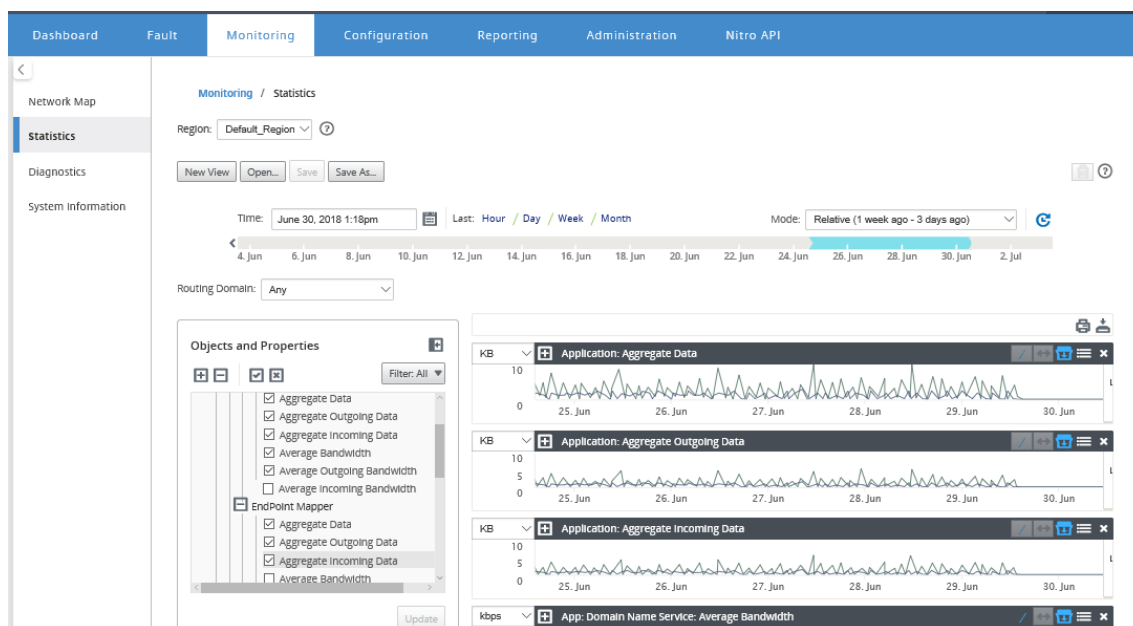 Dashboard Fault Monitoring Configuration Reporting Administration Nitro API
Network Map
Statistics
Diagnostics
System Information
Monitoring / Statistics
Region: Default_Region
New View Open... Save Save As...
Time: June 30, 2018 1:18pm Last: Hour / Day / Week / Month Mode: Relative (1 week ago - 3 days ago)
4. Jun 6. Jun 8. Jun 10. Jun 12. Jun 14. Jun 16. Jun 18. Jun 20. Jun 22. Jun 24. Jun 26. Jun 28. Jun 30. Jun 2. Jul
Routing Domain: Any
Objects and Properties
Filter: All
Aggregate Data
Aggregate Outgoing Data
Aggregate Incoming Data
Average Bandwidth
Average Outgoing Bandwidth
Average Incoming Bandwidth
EndPoint Mapper
Aggregate Data
Aggregate Outgoing Data
Aggregate Incoming Data
Average Bandwidth
Update
KB Application: Aggregate Data
10
0
25. Jun 26. Jun 27. Jun 28. Jun 29. Jun 30. Jun
KB Application: Aggregate Outgoing Data
10
5
0
25. Jun 26. Jun 27. Jun 28. Jun 29. Jun 30. Jun
KB Application: Aggregate Incoming Data
10
5
0
25. Jun 26. Jun 27. Jun 28. Jun 29. Jun 30. Jun
kbps App: Domain Name Service: Average Bandwidth